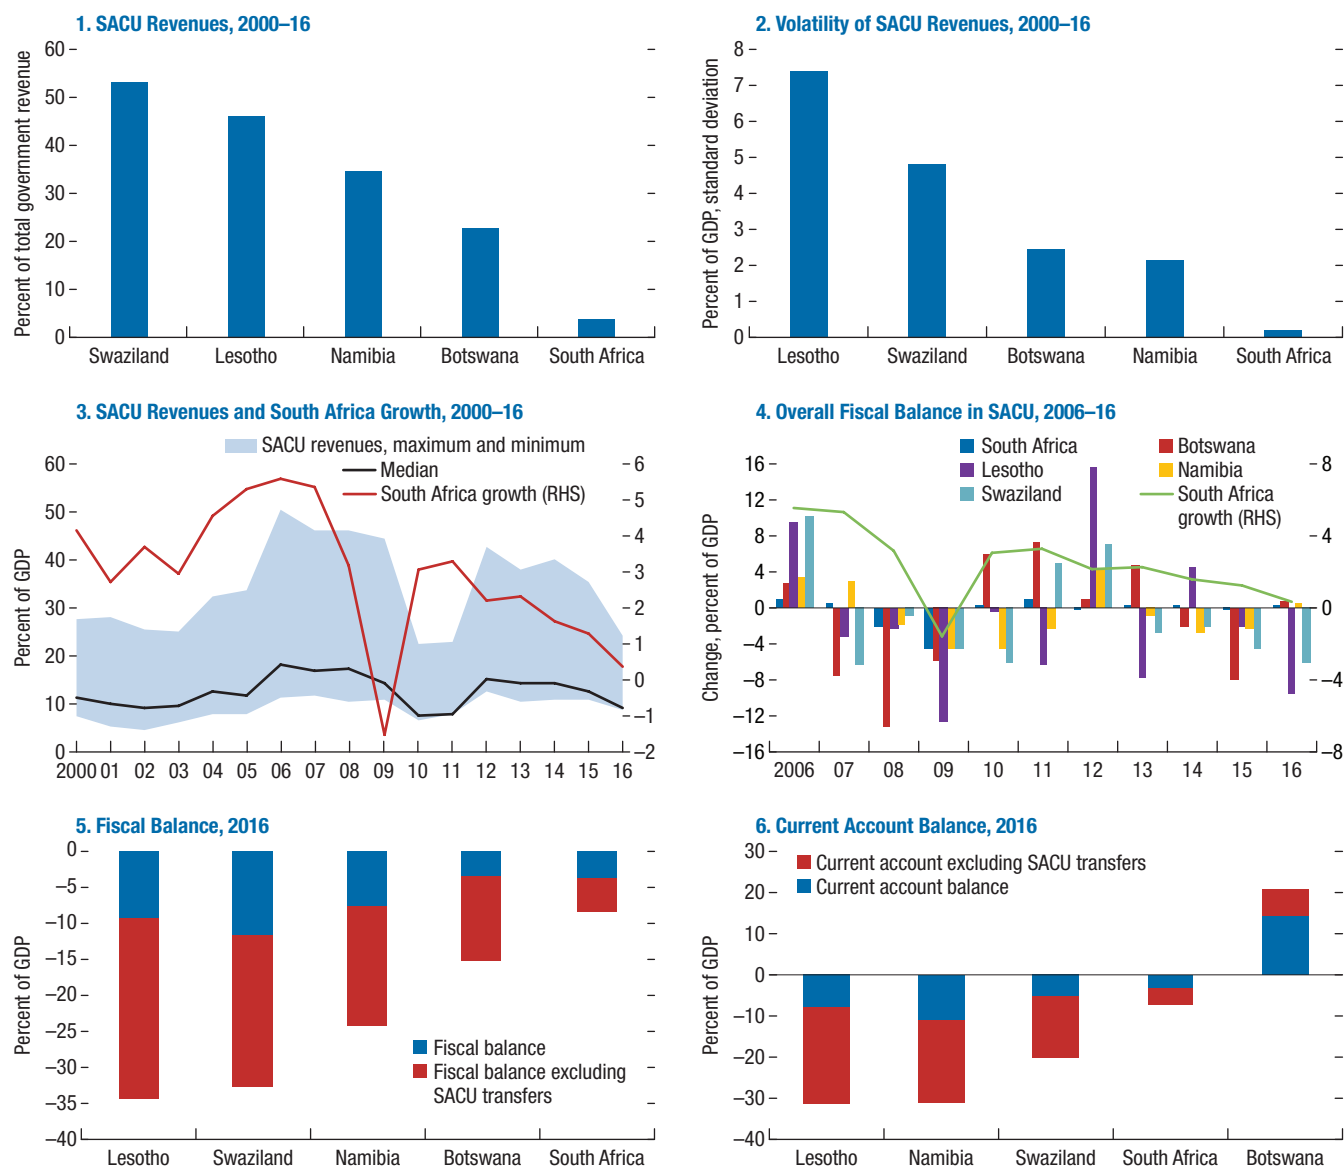 1. SACU Revenues, 2000–16
Percent of total government revenue
60
50
40
30
20
10
0
Swaziland Lesotho Namibia Botswana South Africa
2. Volatility of SACU Revenues, 2000–16
Percent of GDP, standard deviation
8
7
6
5
4
3
2
1
0
Lesotho Swaziland Botswana Namibia South Africa
3. SACU Revenues and South Africa Growth, 2000–16
SACU revenues, maximum and minimum
Median
South Africa growth (RHS)
Percent of GDP
60
50
40
30
20
10
0
6
5
4
3
2
1
0
–1
–2
2000 01 02 03 04 05 06 07 08 09 10 11 12 13 14 15 16
4. Overall Fiscal Balance in SACU, 2006–16
South Africa
Lesotho
Swaziland
Botswana
Namibia
South Africa
growth (RHS)
Change, percent of GDP
16
12
8
4
0
–4
–8
–12
–16
8
4
0
–4
–8
2006 07 08 09 10 11 12 13 14 15 16
5. Fiscal Balance, 2016
Percent of GDP
0
–5
–10
–15
–20
–25
–30
–35
–40
Fiscal balance
Fiscal balance excluding
SACU transfers
Lesotho Swaziland Namibia Botswana South Africa
6. Current Account Balance, 2016
Current account excluding SACU transfers
Current account balance
Percent of GDP
30
20
10
0
–10
–20
–30
–40
Lesotho Namibia Swaziland South Africa Botswana